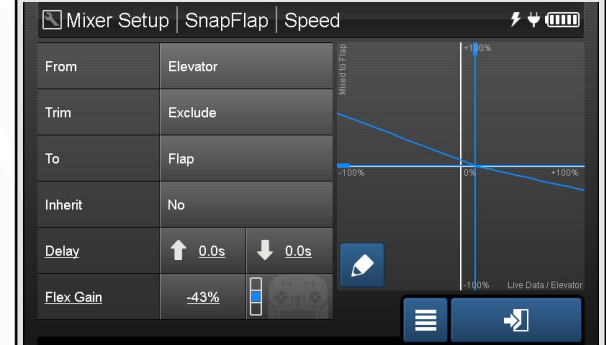 Mixer Setup | SnapFlap | Speed
From Elevator
Trim Exclude
To Flap
Inherit No
Delay 0.0s 0.0s
Flex Gain -43%
Mixed to Flap
+100%
-100% 0% +100%
-100% Live Data / Elevator